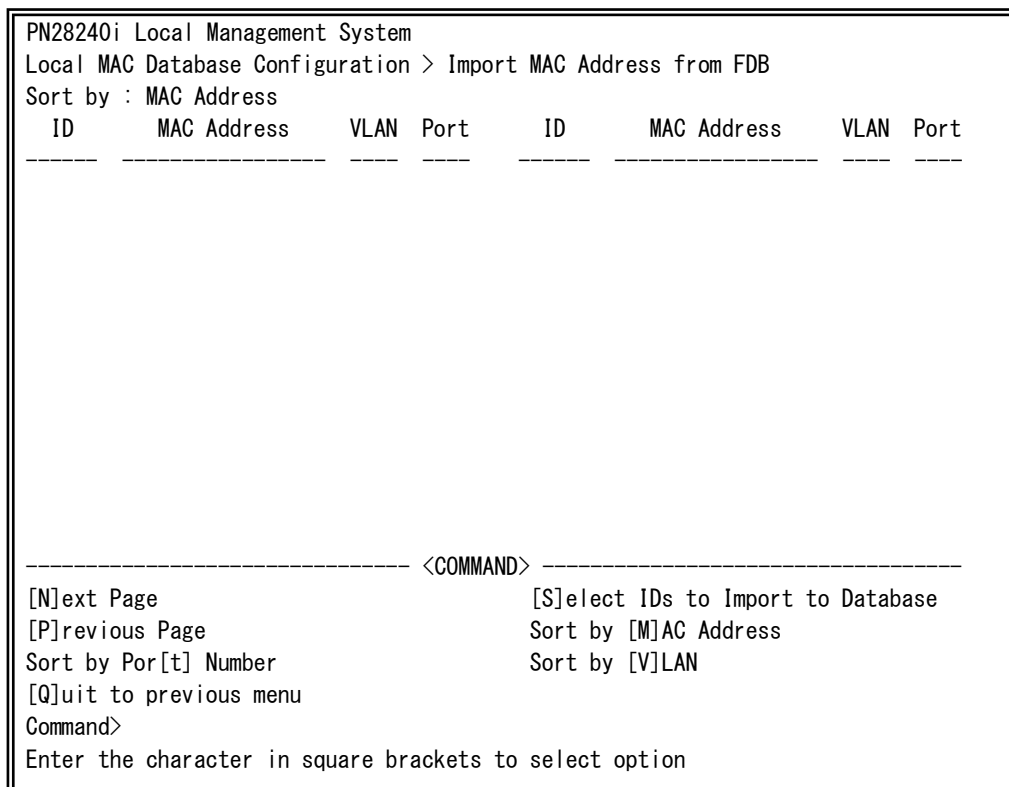 PN28240i Local Management System
Local MAC Database Configuration > Import MAC Address from FDB
Sort by : MAC Address
ID MAC Address VLAN Port ID MAC Address VLAN Port
------ ----------------- ---- ---- ------ ----------------- ---- ----
-------------------------------- <COMMAND> -----------------------------------
[N]ext Page [S]elect IDs to Import to Database
[P]revious Page Sort by [M]AC Address
Sort by Por[t] Number Sort by [V]LAN
[Q]uit to previous menu
Command>
Enter the character in square brackets to select option